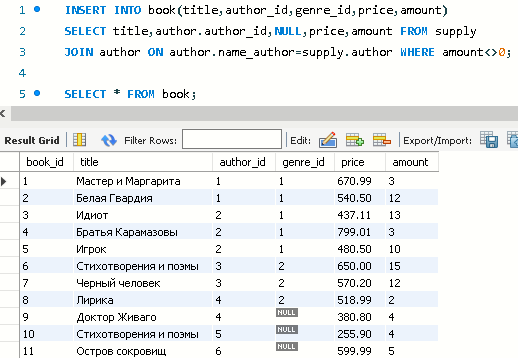 1 INSERT INTO book(title,author_id,genre_id,price,amount)
2 SELECT title,author.author_id,NULL,price,amount FROM supply
3 JOIN author ON author.name_author=supply.author WHERE amount<>0;
4
5 SELECT * FROM book;
Result Grid Filter Rows: Edit: Export/Import:
book_id title author_id genre_id price amount
1 Мастер и Маргарита 1 1 670.99 3
2 Белая Гвардия 1 1 540.50 12
3 Идиот 2 1 437.11 13
4 Братья Карамазовы 2 1 799.01 3
5 Игрок 2 1 480.50 10
6 Стихотворения и поэмы 3 2 650.00 15
7 Черный человек 3 2 570.20 12
8 Лирика 4 2 518.99 2
9 Доктор Живаго 4 NULL 380.80 4
10 Стихотворения и поэмы 5 NULL 255.90 4
11 Остров сокровищ 6 NULL 599.99 5